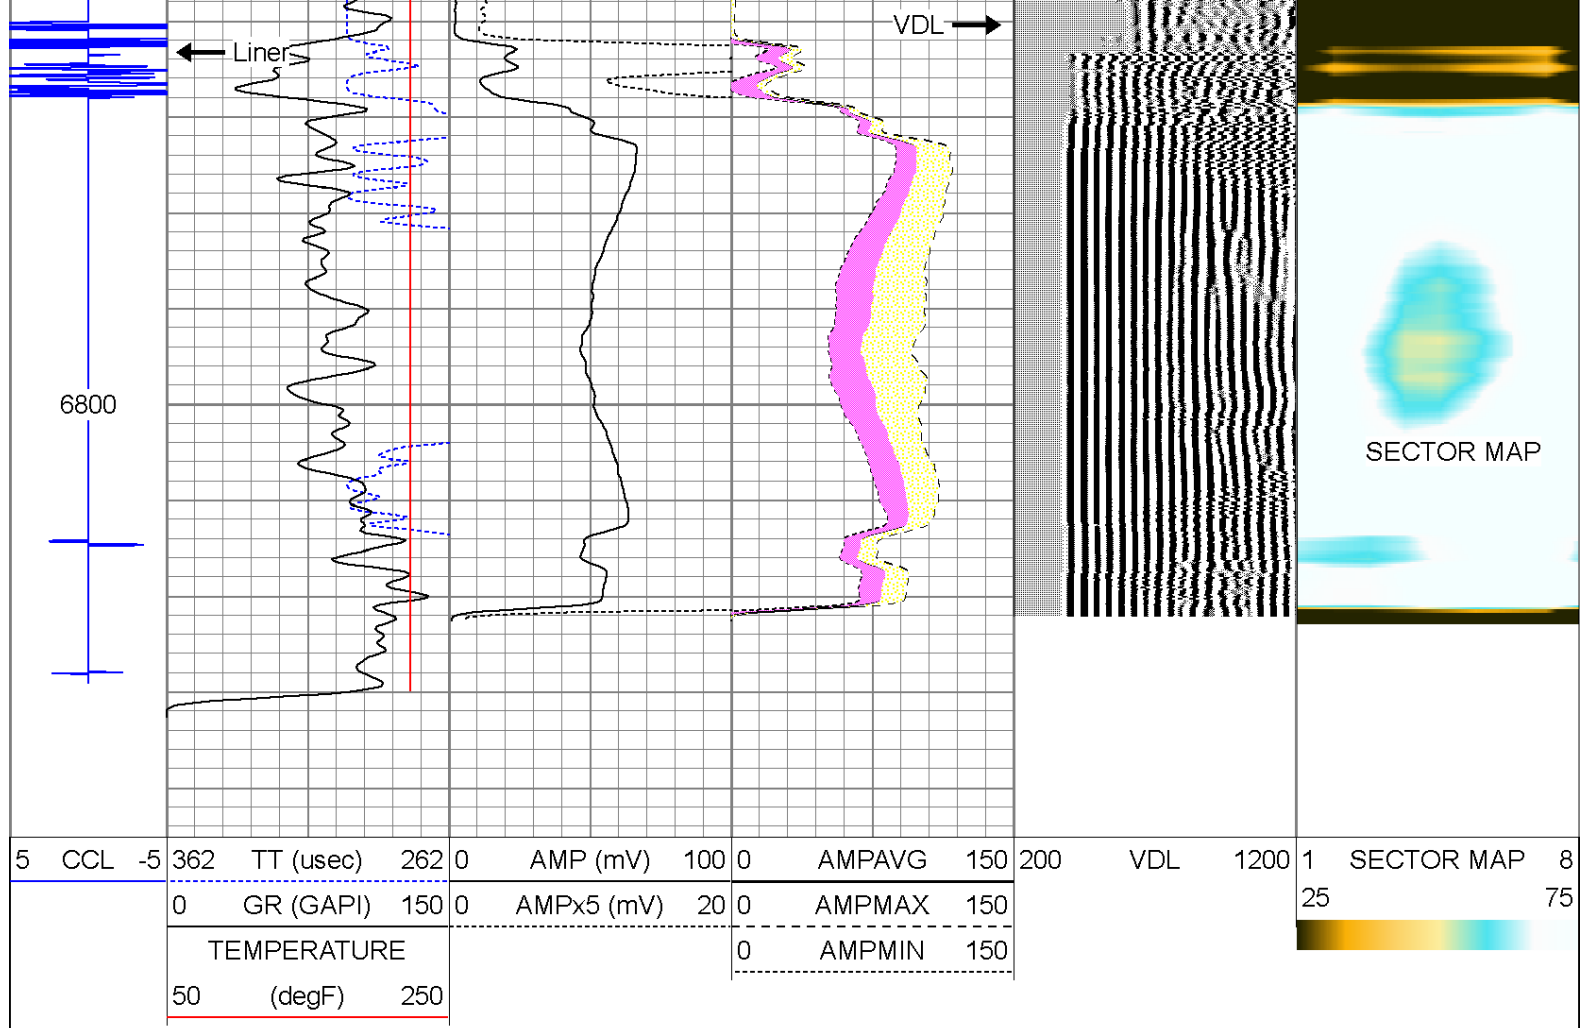 VDL
Liner
6800
SECTOR MAP
5 CCL -5 362 TT (usec) 262 0 AMP (mV) 100 0 AMPAVG 150 200 VDL 1200 1 SECTOR MAP 8
0 GR (GAPI) 150 0 AMPx5 (mV) 20 0 AMPMAX 150 25 75
TEMPERATURE 0 AMPMIN 150
50 (degF) 250